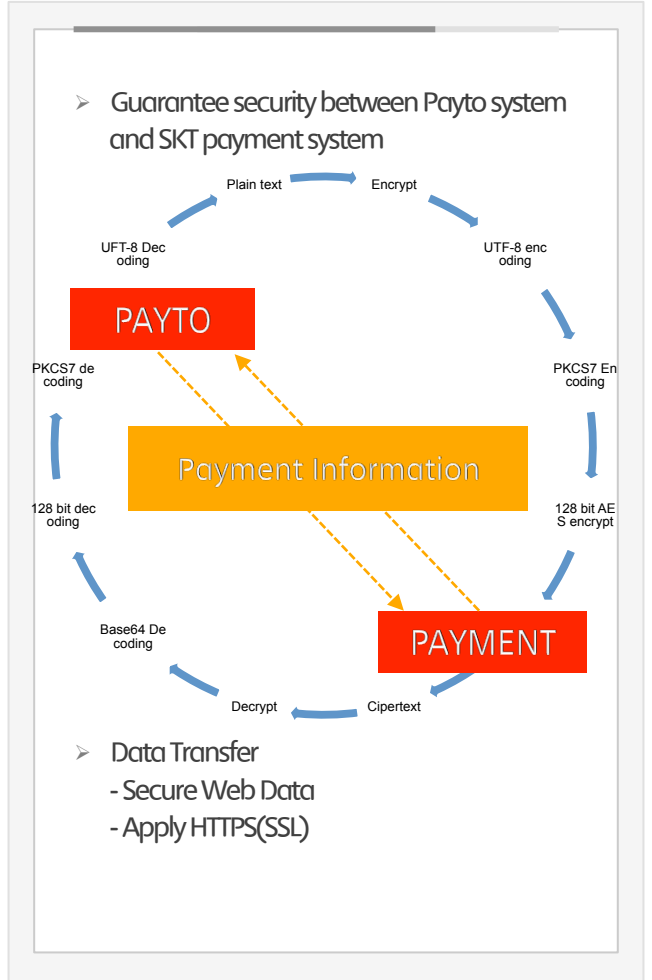 Guarantee security between Payto system
and SKT payment system
Plain text
Encrypt
UFT-8 Dec
oding
UTF-8 enc
oding
PAYTO
PKCS7 de
coding
PKCS7 En
coding
Payment Information
128 bit dec
oding
128 bit AE
S encrypt
Base64 De
coding
PAYMENT
Decrypt
Cipertext
Data Transfer
- Secure Web Data
- Apply HTTPS(SSL)